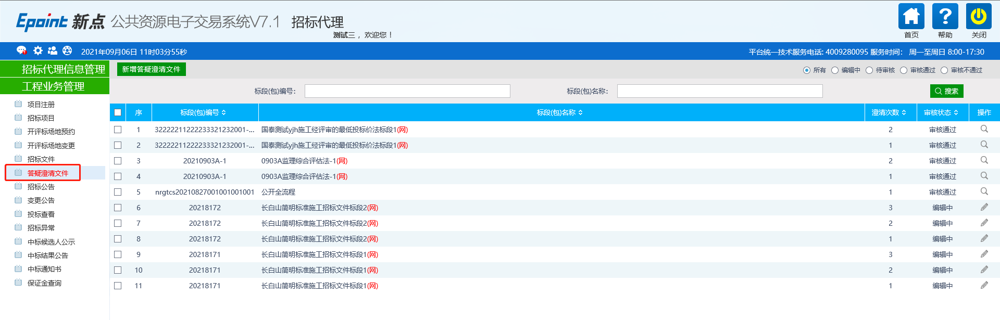 Epoint 新点 公共资源电子交易系统V7.1 招标代理
测试三 ，欢迎您！
首页 帮助 关闭
2021年09月06日 11时03分55秒 平台统一技术服务电话: 4009280095 服务时间： 周一至周日 8:00-17:30
招标代理信息管理
工程业务管理
项目注册
招标项目
开评标场地预约
开评标场地变更
招标文件
答疑澄清文件
招标公告
变更公告
投标查看
招标异常
中标候选人公示
中标结果公告
中标通知书
保证金查询
新增答疑澄清文件 所有 编辑中 待审核 审核通过 审核不通过
标段(包)编号： 标段(包)名称： 搜索
序 标段(包)编号 标段(包)名称 澄清次数 审核状态 操作
1 32222211222233321232001-... 国泰测试yjh施工经评审的最低投标价法标段1(网) 2 审核通过
2 32222211222233321232001-... 国泰测试yjh施工经评审的最低投标价法标段1(网) 1 审核通过
3 20210903A-1 0903A监理综合评估法-1(网) 2 审核通过
4 20210903A-1 0903A监理综合评估法-1(网) 1 审核通过
5 nrgtcs20210827001001001001 公开全流程 1 审核通过
6 20218172 长白山简明标准施工招标文件标段2(网) 3 编辑中
7 20218172 长白山简明标准施工招标文件标段2(网) 2 编辑中
8 20218172 长白山简明标准施工招标文件标段2(网) 1 编辑中
9 20218171 长白山简明标准施工招标文件标段1(网) 3 编辑中
10 20218171 长白山简明标准施工招标文件标段1(网) 2 编辑中
11 20218171 长白山简明标准施工招标文件标段1(网) 1 编辑中